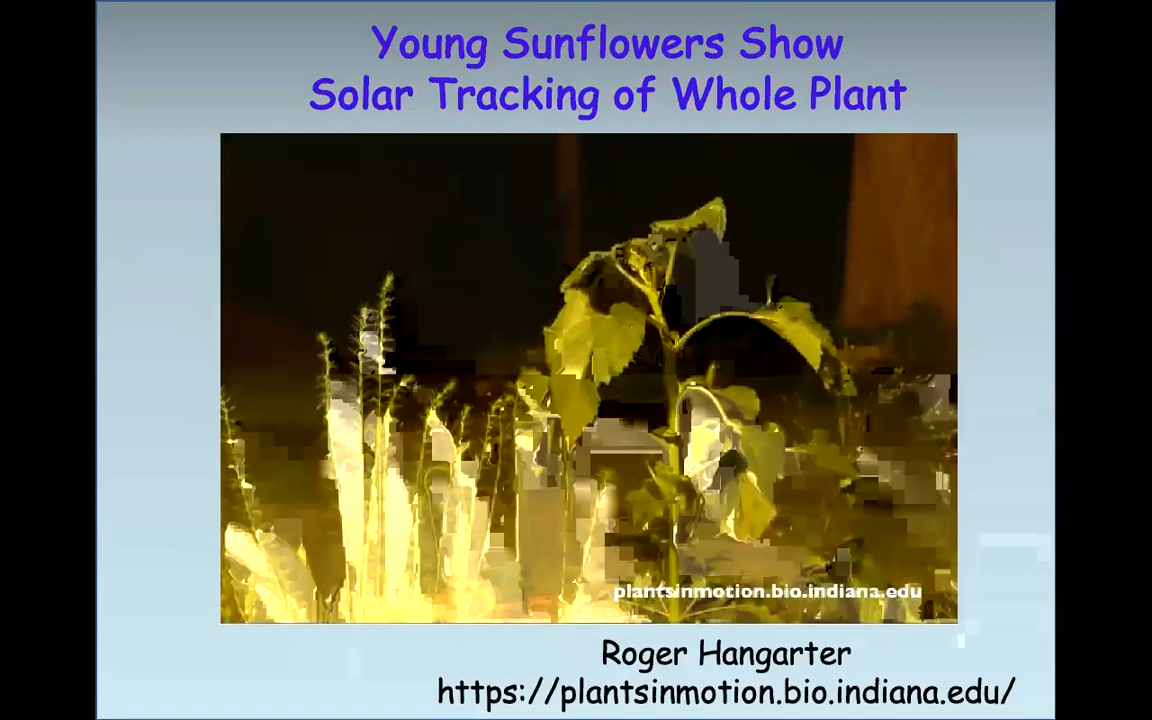 Young Sunflowers Show
Solar Tracking of Whole Plant
plantsinmotion.bio.indiana.edu
Roger Hangarter
https://plantsinmotion.bio.indiana.edu/